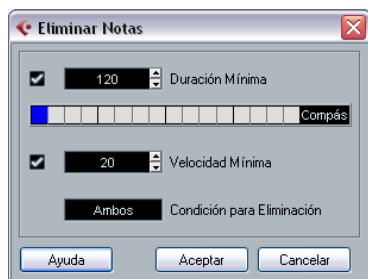 Eliminar Notas
120 Duración Mínima
Compás
20 Velocidad Mínima
Ambos Condición para Eliminación
Ayuda Aceptar Cancelar